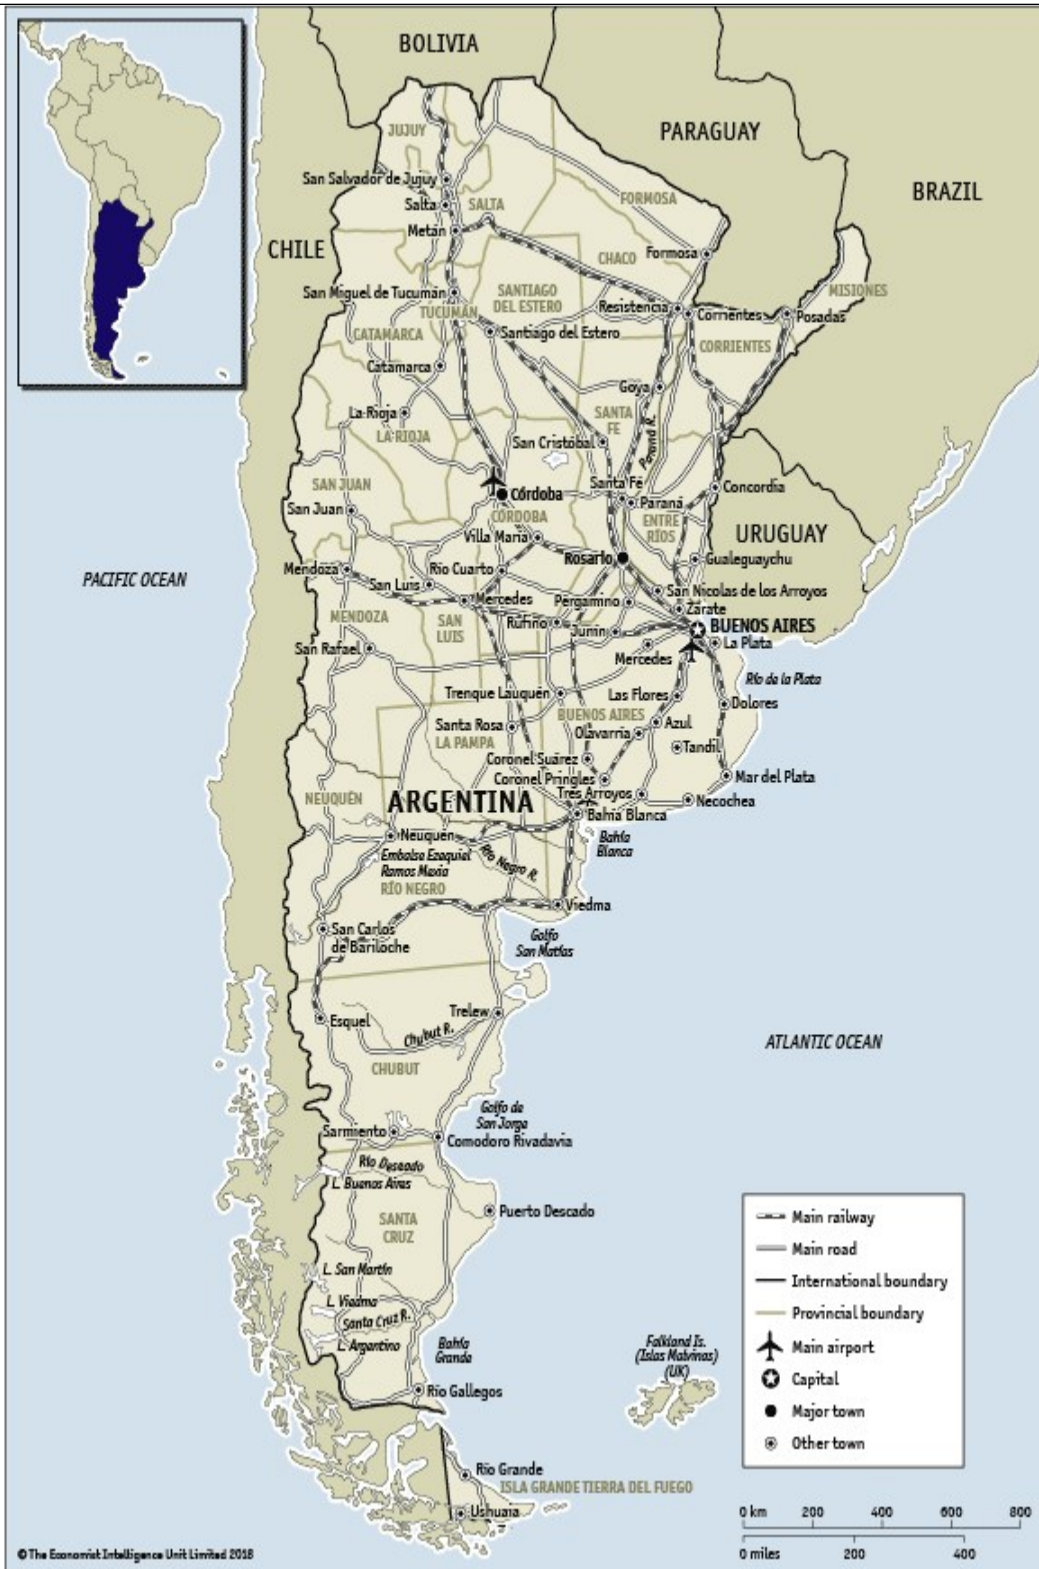 BOLIVIA
PARAGUAY
BRAZIL
CHILE
JUJUY
San Salvador de Jujuy
Salta
SALTA
FORMOSA
Metán
Formosa
CHACO
MISIONES
San Miguel de Tucumán
SANTIAGO
DEL ESTERO
TUCUMÁN
Resistencia
Corrientes
Posadas
Santiago del Estero
CATAMARCA
CORRIENTES
Catamarca
Goya
La Rioja
SANTA
FE
LA RIOJA
San Cristóbal
Paraná R.
SAN JUAN
Santa Fé
Córdoba
Paraná
Concordia
San Juan
CÓRDOBA
ENTRE
RÍOS
URUGUAY
Villa María
Rosario
Gualeguaychu
PACIFIC OCEAN
Mendoza
San Luis
Río Cuarto
San Nicolas de los Arroyos
Mercedes
Pergamno
Zárate
MENDOZA
SAN
LUIS
Rufino
Junín
BUENOS AIRES
La Plata
San Rafael
Mercedes
Río de la Plata
Trenque Lauquén
Las Flores
Dolores
BUENOS AIRES
Santa Rosa
Azul
LA PAMPA
Olavarría
Tandil
Coronel Suárez
Coronel Pringles
Mar del Plata
NEUQUÉN
ARGENTINA
Tres Arroyos
Necochea
Bahía Blanca
Neuquén
Bahía
Blanca
Embalse Ezequiel
Ramos Mexia
Río Negro R.
RÍO NEGRO
Viedma
San Carlos
de Bariloche
Golfo
San Matías
Trelew
Esquel
Chubut R.
ATLANTIC OCEAN
CHUBUT
Golfo de
San Jorge
Sarmiento
Comodoro Rivadavia
Río Deseado
L. Buenos Aires
Puerto Descado
SANTA
CRUZ
Main railway
Main road
L. San Martín
International boundary
L. Viedma
Provincial boundary
Santa Cruz R.
L. Argentino
Bahía
Grande
Falkland Is.
(Islas Malvinas)
(UK)
Main airport
Capital
Río Gallegos
Major town
Other town
Río Grande
ISLA GRANDE TIERRA DEL FUEGO
Ushuaia
0 km 200 400 600 800
0 miles 200 400
© The Economist Intelligence Unit Limited 2018